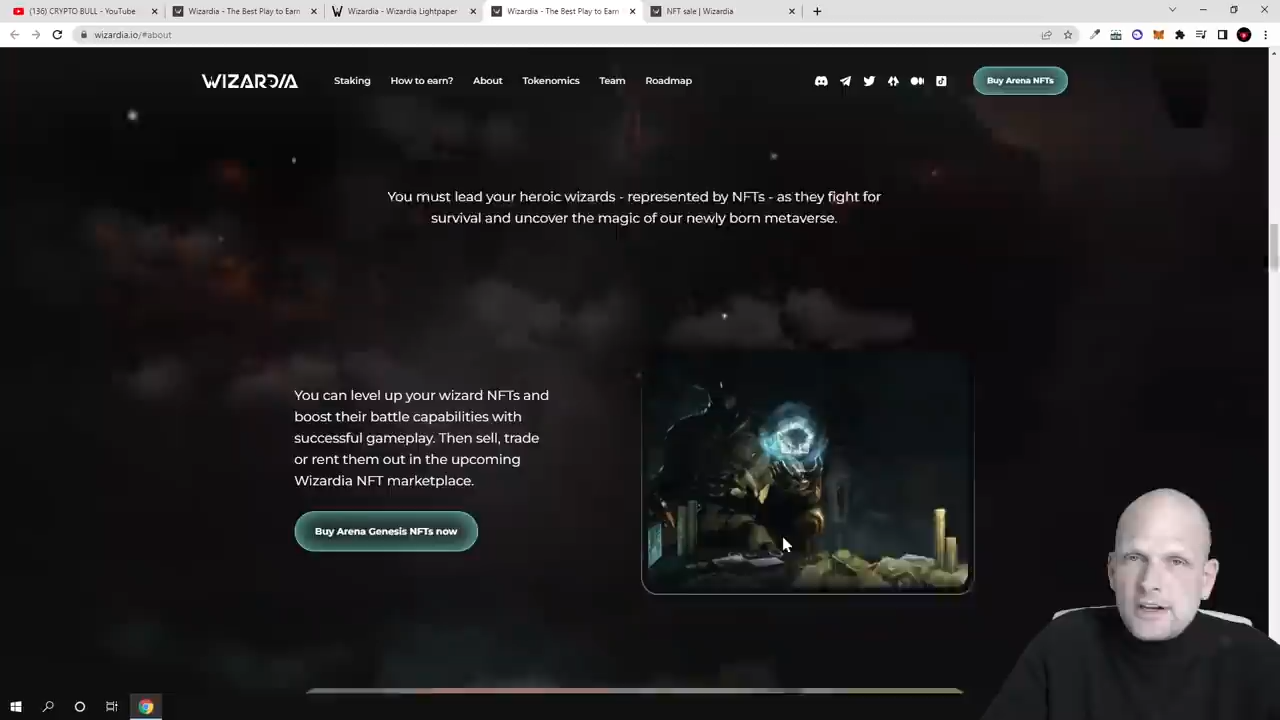 (136) CRYPTO BULL - YouTube
Wizardia - The Best Play to Earn
Wizardia - Wizardia Lightpaper
Wizardia - The Best Play to Earn
NFT sale | Wizardia
wizardia.io/#about
WIZARDIA
Staking
How to earn?
About
Tokenomics
Team
Roadmap
Buy Arena NFTs
You must lead your heroic wizards - represented by NFTs - as they fight for
survival and uncover the magic of our newly born metaverse.
You can level up your wizard NFTs and
boost their battle capabilities with
successful gameplay. Then sell, trade
or rent them out in the upcoming
Wizardia NFT marketplace.
Buy Arena Genesis NFTs now